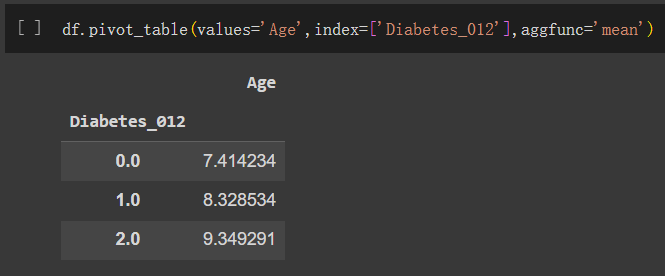 [ ] df.pivot_table(values='Age',index=['Diabetes_012'],aggfunc='mean')
Age
Diabetes_012
0.0 7.414234
1.0 8.328534
2.0 9.349291